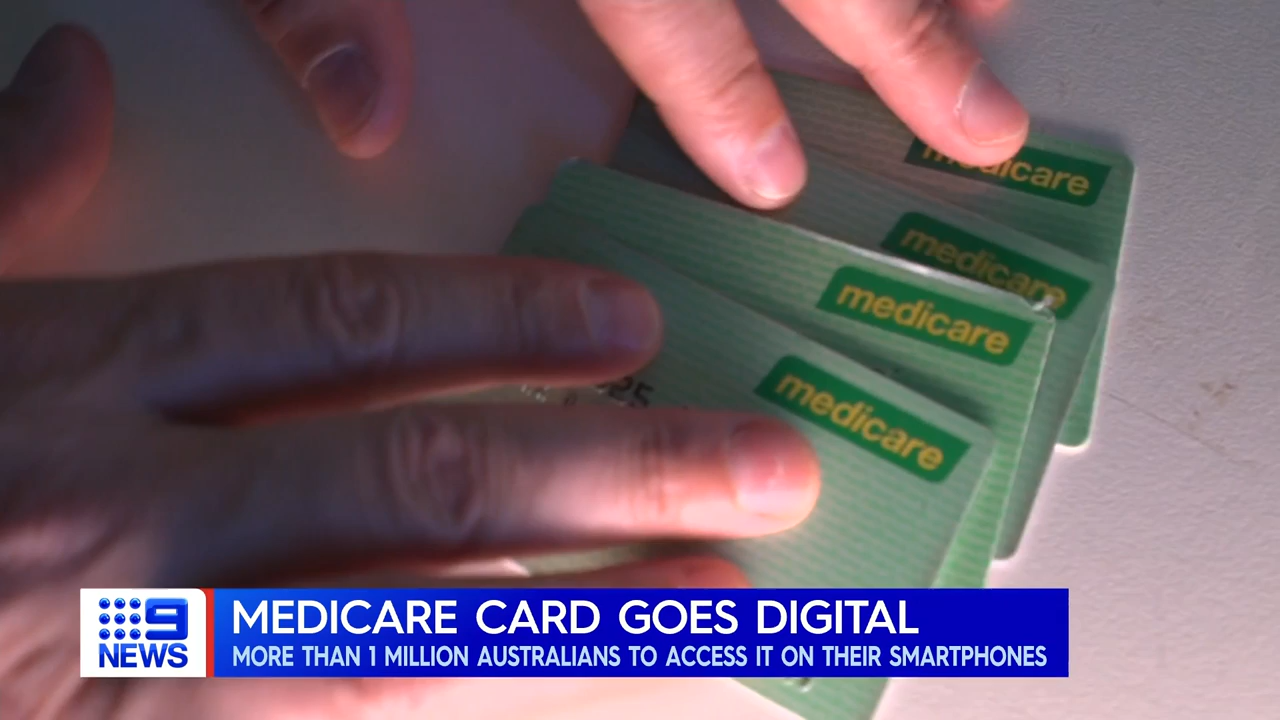 medicare
medicare
medicare
25
medicare
9
NEWS
MEDICARE CARD GOES DIGITAL
MORE THAN 1 MILLION AUSTRALIANS TO ACCESS IT ON THEIR SMARTPHONES